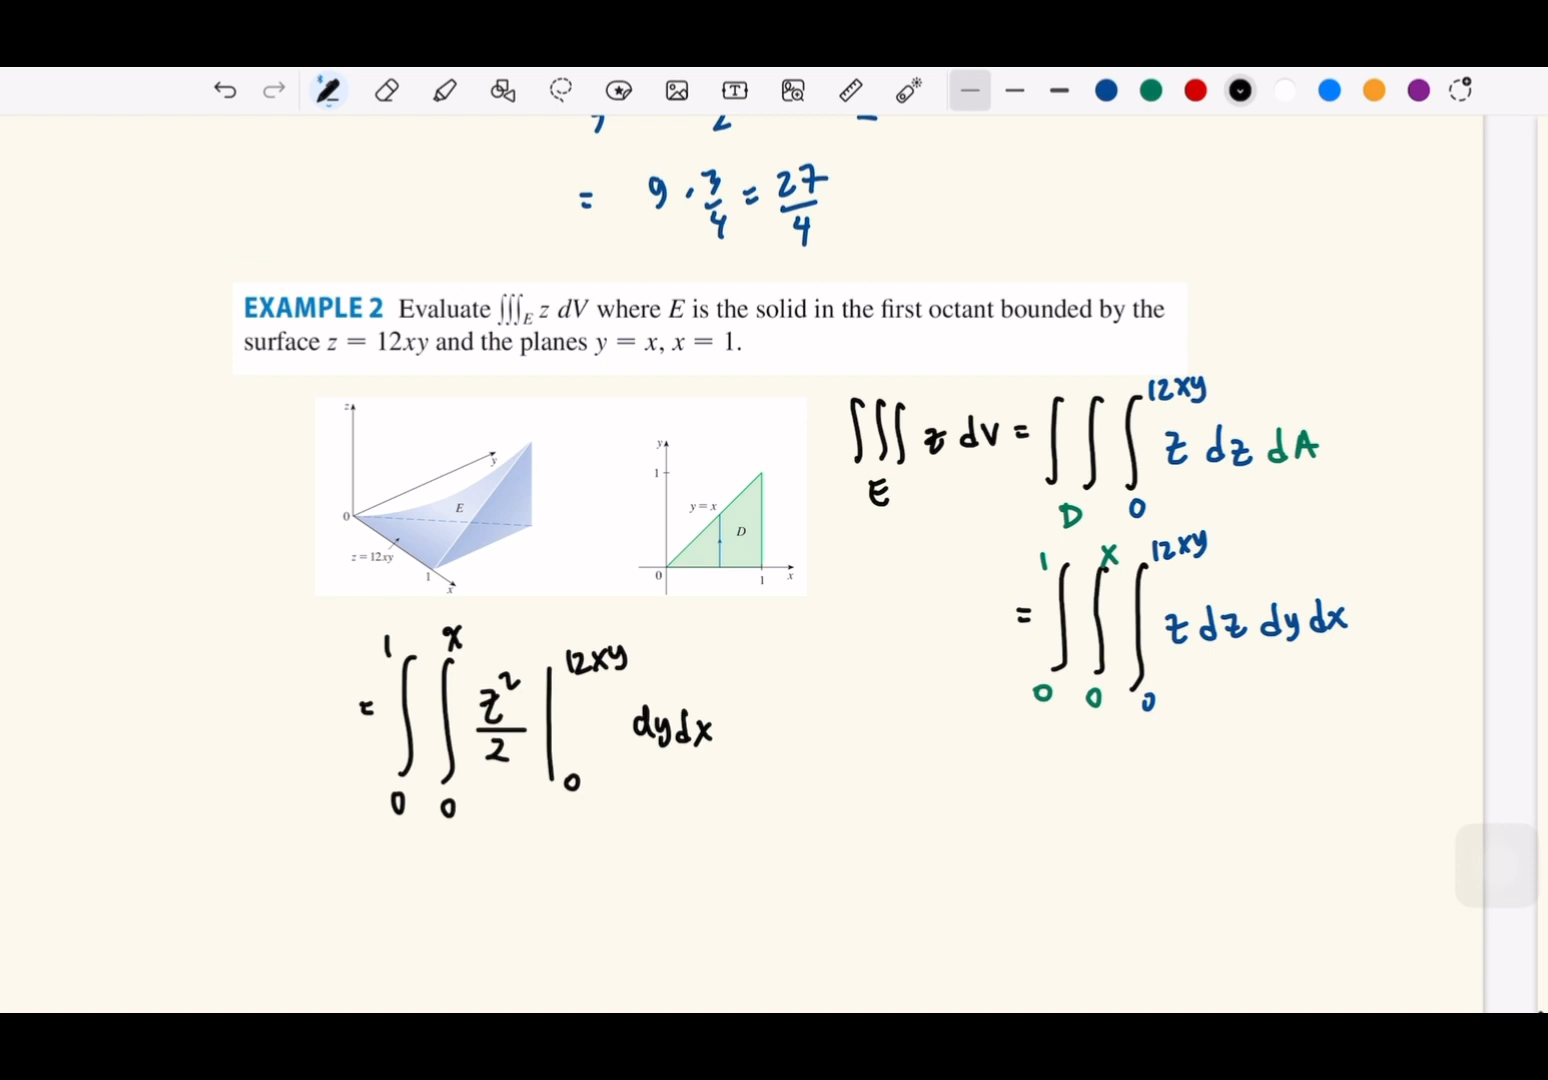 = 9 · 3/4 = 27/4
EXAMPLE 2 Evaluate ∭_E z dV where E is the solid in the first octant bounded by the
surface z = 12xy and the planes y = x, x = 1.
z
y
E
0
z = 12xy
1
x
y
1
y = x
D
0
1
x
∭_E z dV = ∫∫_D ∫_0^{12xy} z dz dA
= ∫_0^1 ∫_0^x ∫_0^{12xy} z dz dy dx
= ∫_0^1 ∫_0^x z²/2 |_0^{12xy} dy dx